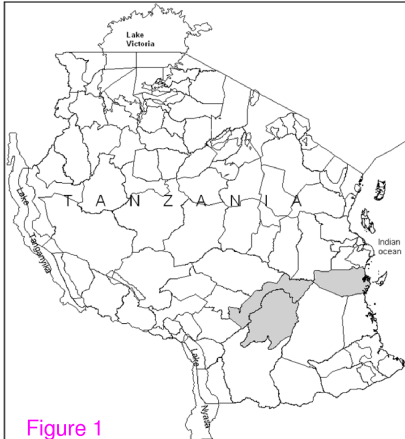 Lake
Victoria
T A N Z A N I A
Lake
Tanganyika
Indian
ocean
Lake
Nyasa
Figure 1